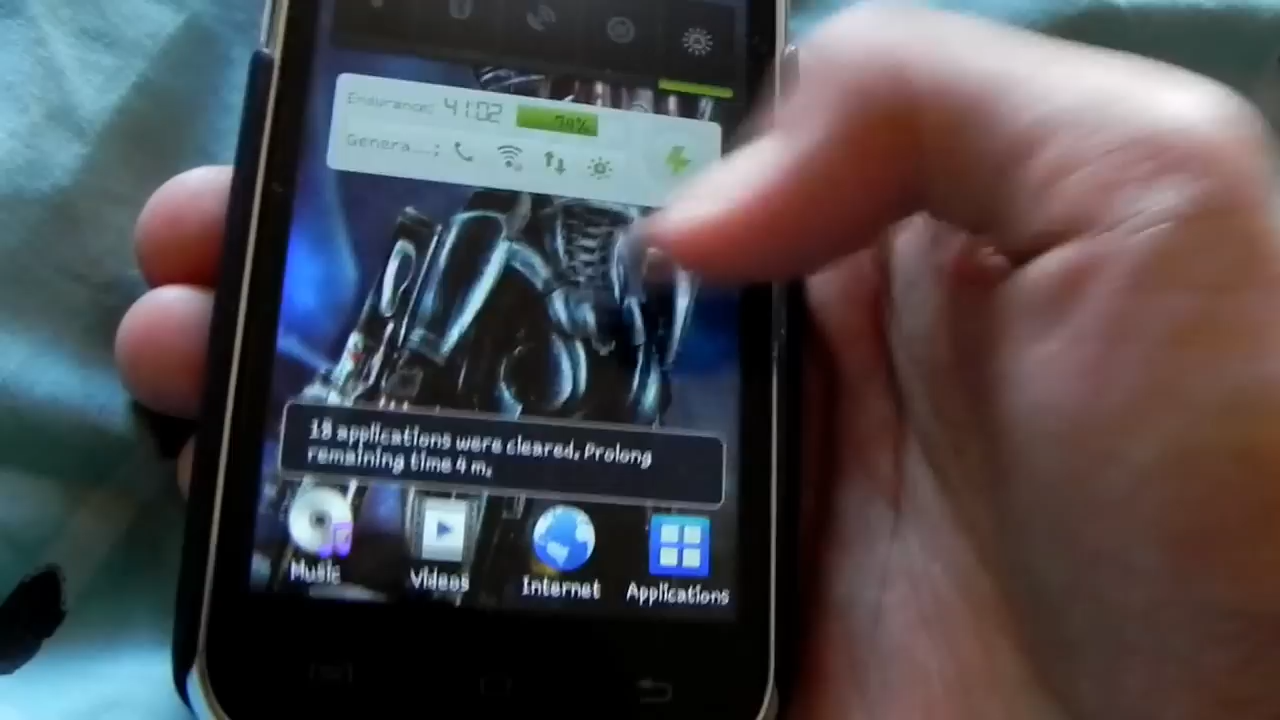 Endurance: 41:02
Genera...:
18 applications were cleared. Prolong
remaining time 4 m.
Music
Videos
Internet
Applications